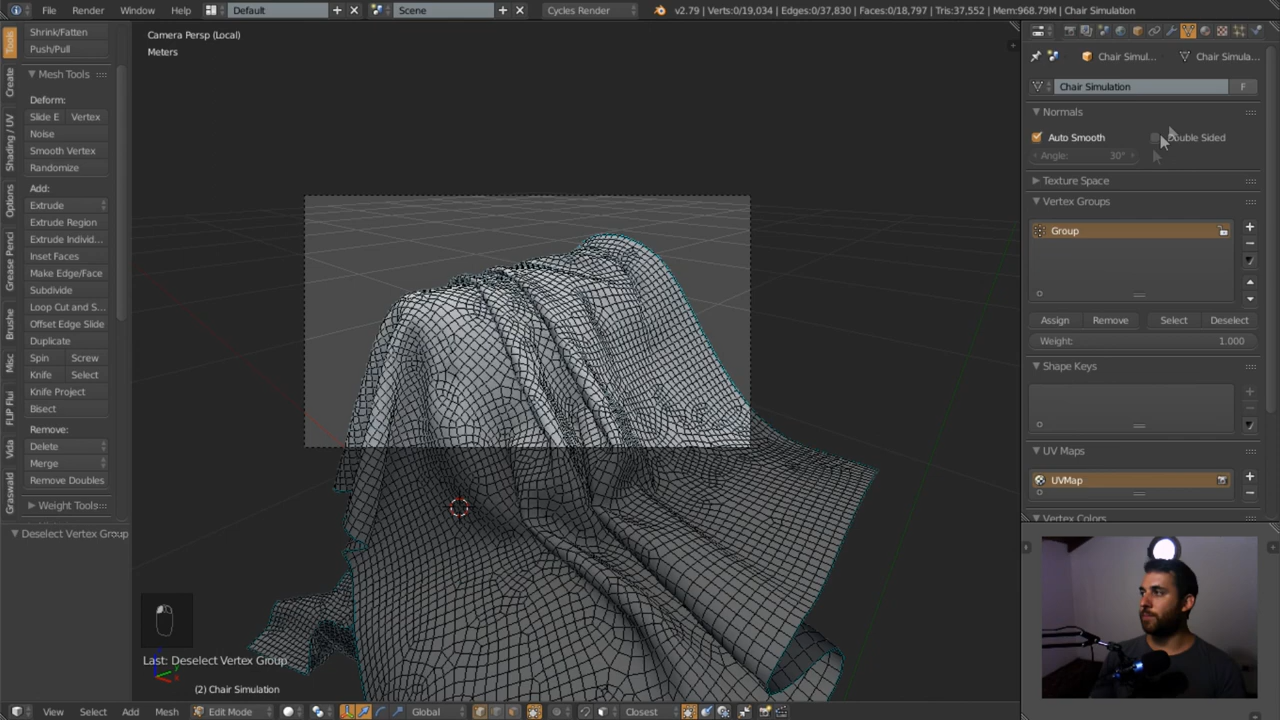 File Render Window Help Default Scene Cycles Render v2.79 | Verts:0/19,034 | Edges:0/37,830 | Faces:0/18,797 | Tris:37,552 | Mem:968.79M | Chair Simulation
Tools
Create
Shading / UV
Options
Grease Penci
Brushe
Misc
FLIP Flui
Vida
Graswald
Shrink/Fatten
Push/Pull
Mesh Tools
Deform:
Slide E Vertex
Noise
Smooth Vertex
Randomize
Add:
Extrude
Extrude Region
Extrude Individ...
Inset Faces
Make Edge/Face
Subdivide
Loop Cut and S...
Offset Edge Slide
Duplicate
Spin Screw
Knife Select
Knife Project
Bisect
Remove:
Delete
Merge
Remove Doubles
Weight Tools
Deselect Vertex Group
Camera Persp (Local)
Meters
Last: Deselect Vertex Group
(2) Chair Simulation
View Select Add Mesh Edit Mode Global Closest
Chair Simul... Chair Simula...
Chair Simulation F
Normals
Auto Smooth Double Sided
Angle: 30°
Texture Space
Vertex Groups
Group
Assign Remove Select Deselect
Weight: 1.000
Shape Keys
UV Maps
UVMap
Vertex Colors